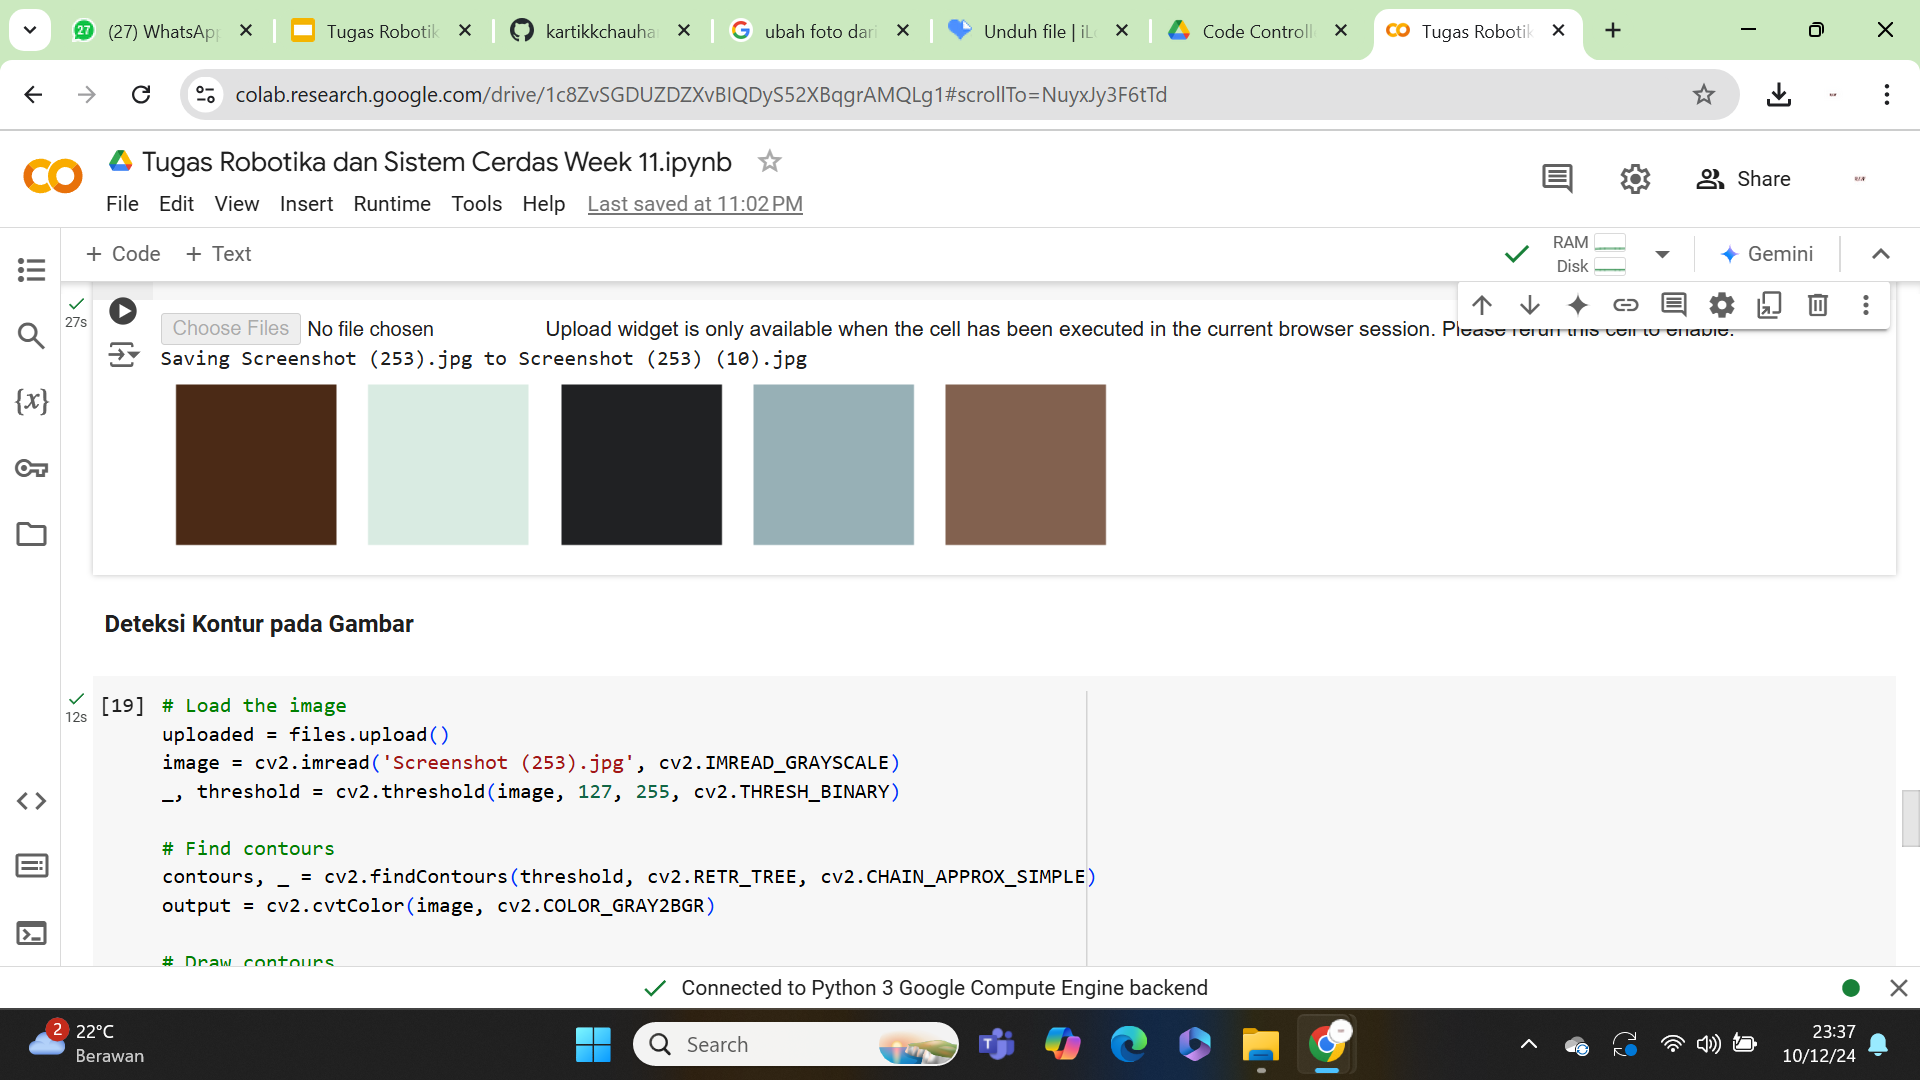 27 (27) WhatsApp
Tugas Robotik
kartikkchauha
ubah foto dari
Unduh file | iL
Code Controll
Tugas Robotik
colab.research.google.com/drive/1c8ZvSGDUZDZXvBIQDyS52XBqgrAMQLg1#scrollTo=NuyxJy3F6tTd
Tugas Robotika dan Sistem Cerdas Week 11.ipynb
Share
File Edit View Insert Runtime Tools Help Last saved at 11:02 PM
+ Code + Text
RAM
Disk
Gemini
27s
Choose Files No file chosen Upload widget is only available when the cell has been executed in the current browser session. Please rerun this cell to enable.
Saving Screenshot (253).jpg to Screenshot (253) (10).jpg
{x}
Deteksi Kontur pada Gambar
12s
[19] # Load the image
uploaded = files.upload()
image = cv2.imread('Screenshot (253).jpg', cv2.IMREAD_GRAYSCALE)
_, threshold = cv2.threshold(image, 127, 255, cv2.THRESH_BINARY)
# Find contours
contours, _ = cv2.findContours(threshold, cv2.RETR_TREE, cv2.CHAIN_APPROX_SIMPLE)
output = cv2.cvtColor(image, cv2.COLOR_GRAY2BGR)
# Draw contours
Connected to Python 3 Google Compute Engine backend
2
22°C
Berawan
Search
23:37
10/12/24